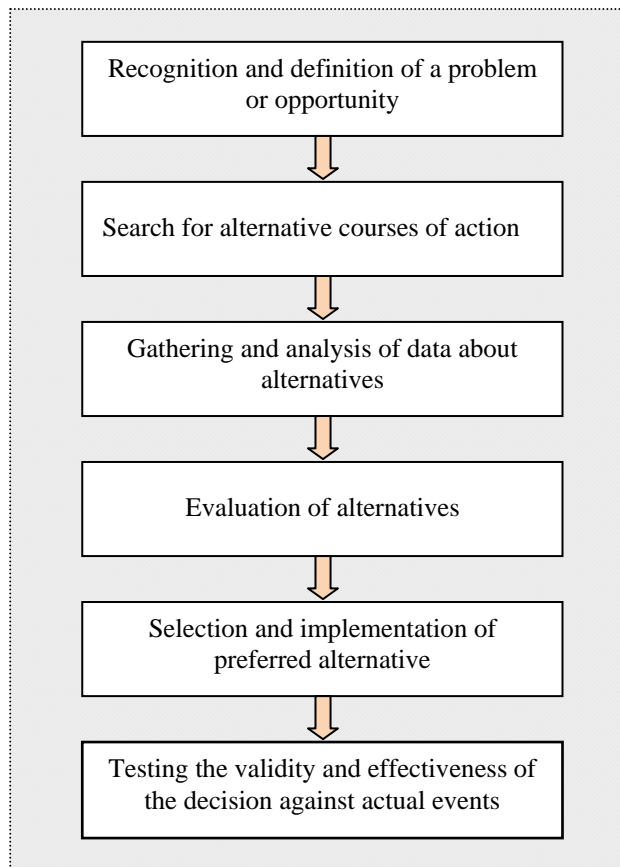 Recognition and definition of a problem
or opportunity
Search for alternative courses of action
Gathering and analysis of data about
alternatives
Evaluation of alternatives
Selection and implementation of
preferred alternative
Testing the validity and effectiveness of
the decision against actual events